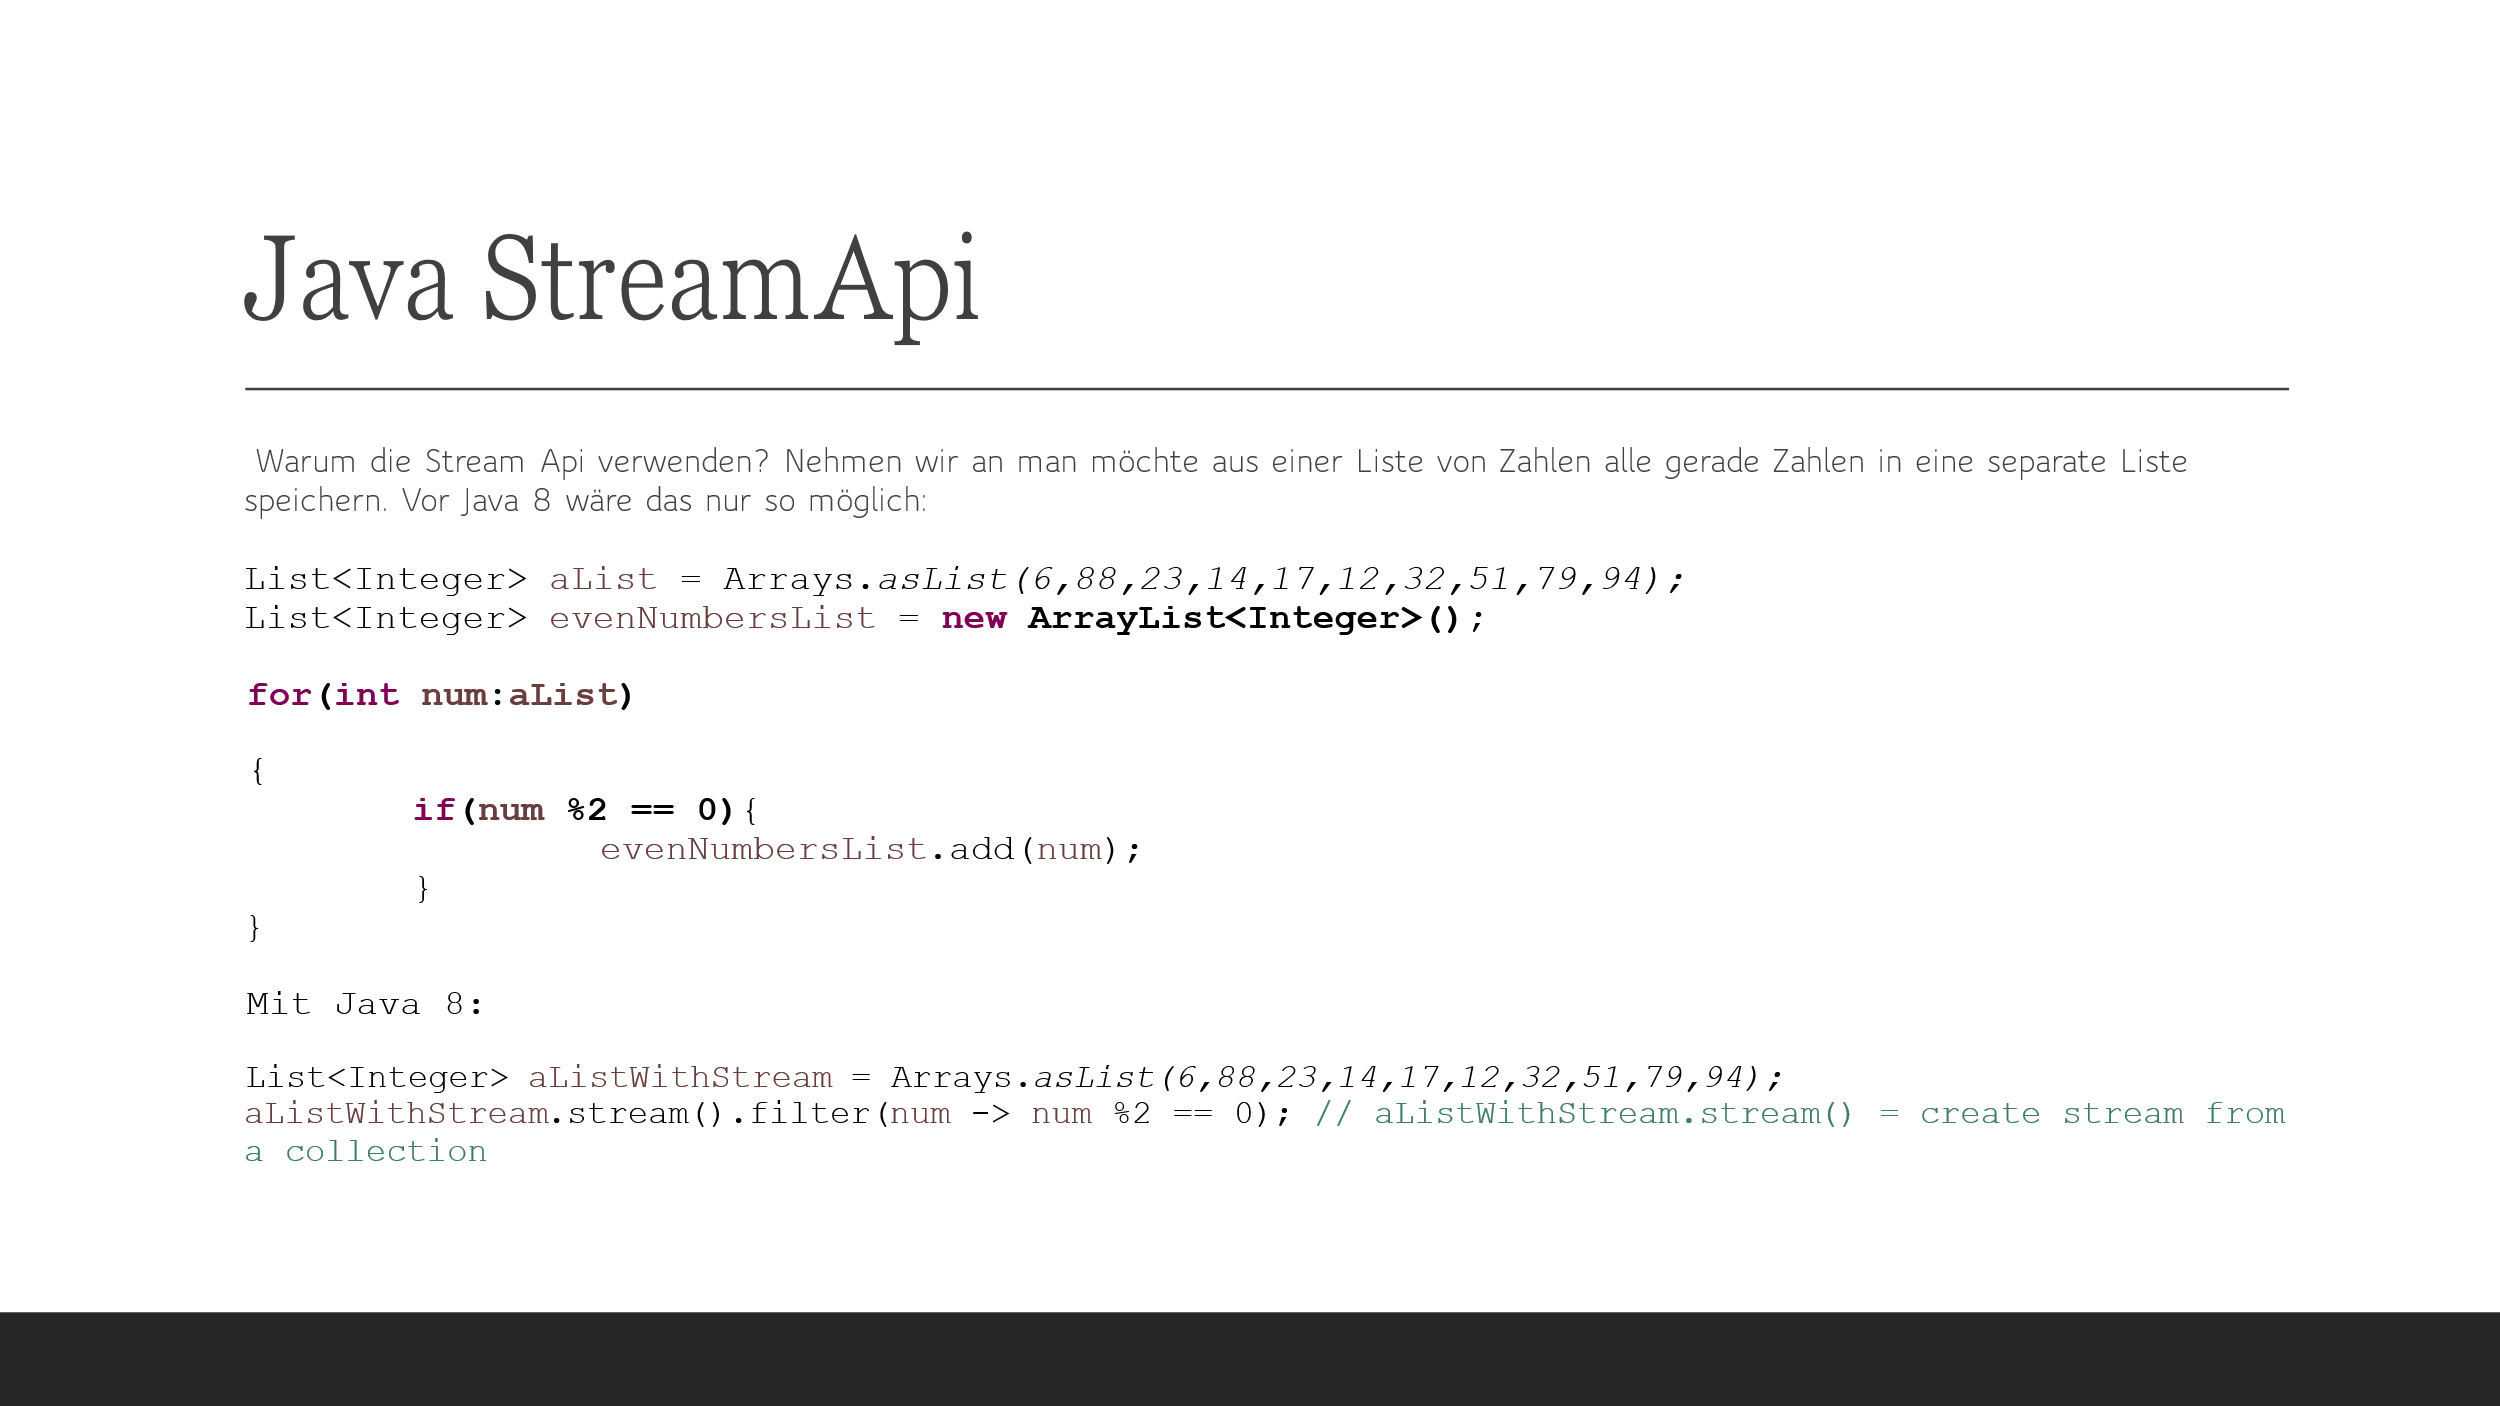 Java Stream Api
Warum die Stream Api verwenden? Nehmen wir an man möchte aus einer Liste von Zahlen alle gerade Zahlen in eine separate Liste
speichern. Vor Java 8 wäre das nur so möglich:
List<Integer> aList = Arrays.asList(6,88,23,14,17,12,32,51,79,94);
List<Integer> evenNumbersList = new ArrayList<Integer>();
for(int num:aList)
{
if(num %2 == 0){
evenNumbersList.add(num);
}
}
Mit Java 8:
List<Integer> aListWithStream = Arrays.asList(6,88,23,14,17,12,32,51,79,94);
aListWithStream.stream().filter(num -> num %2 == 0); // aListWithStream.stream() = create stream from
a collection